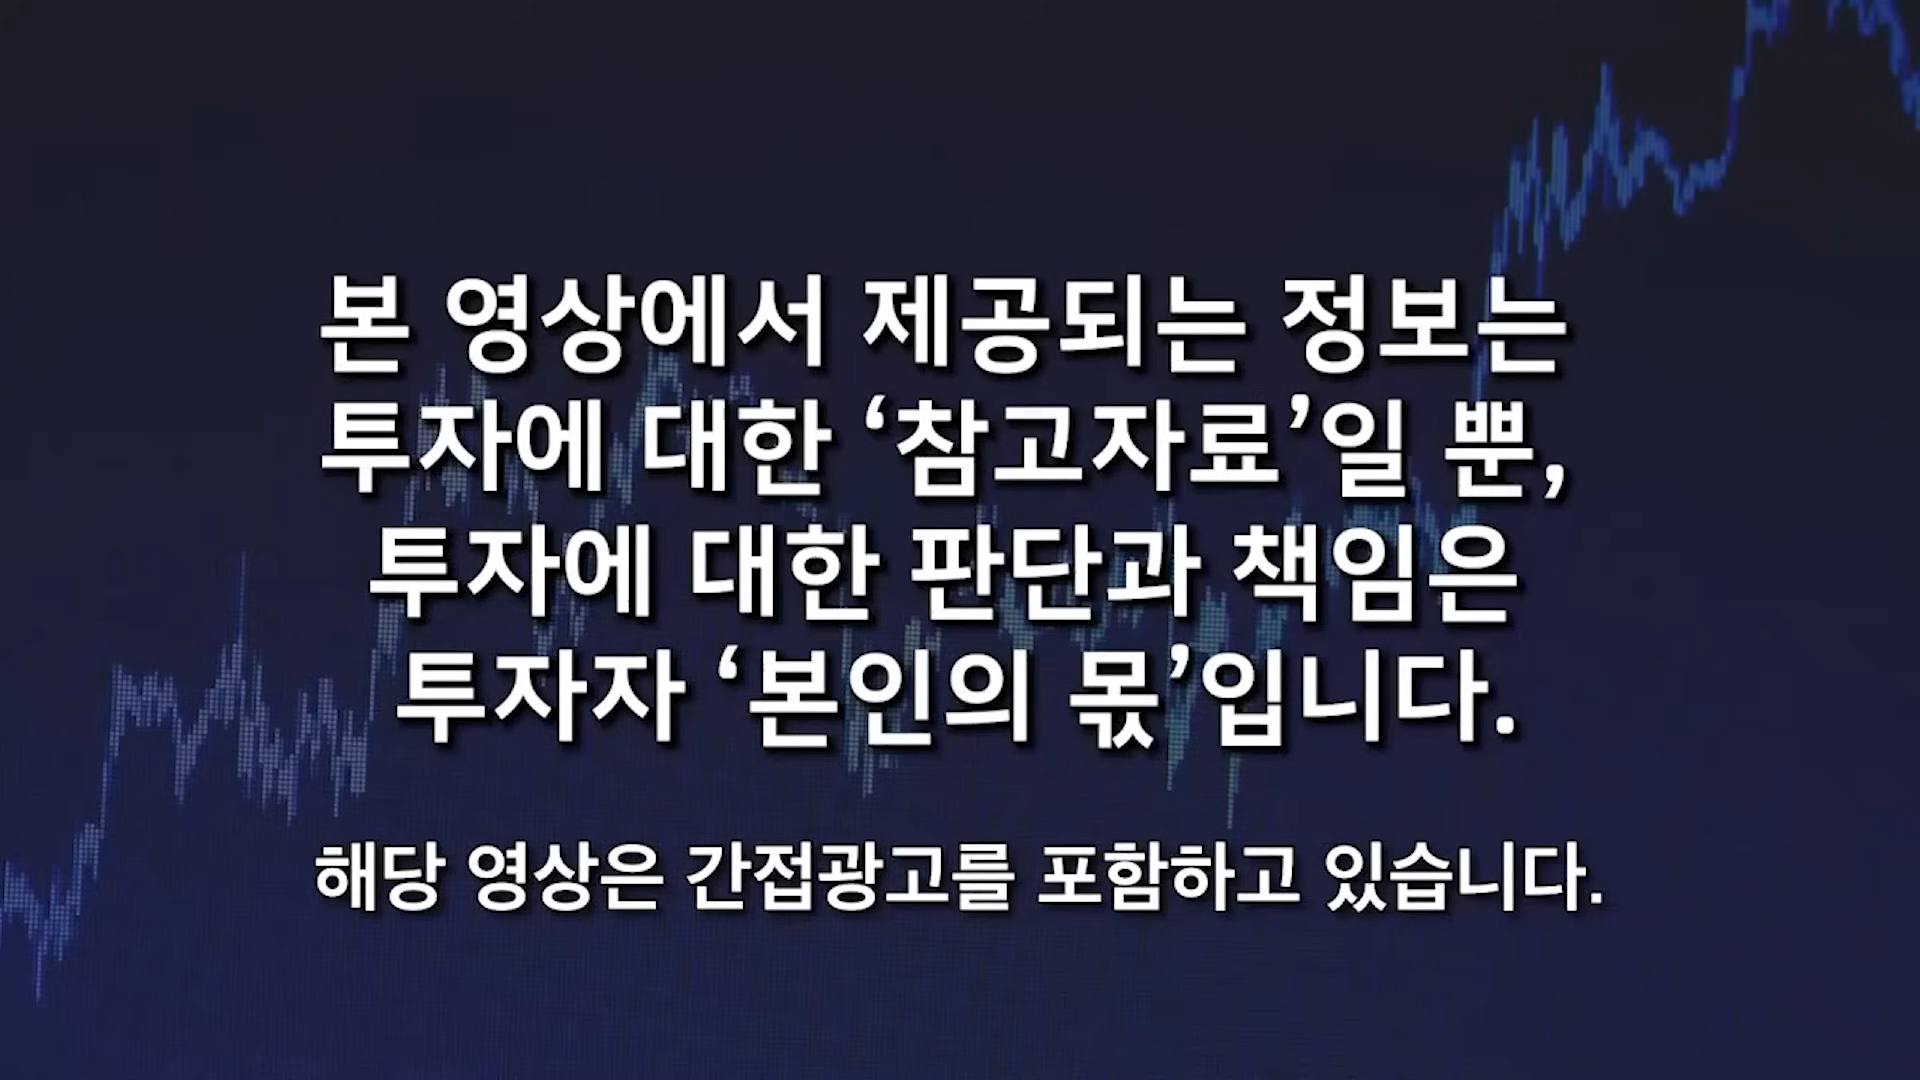 본 영상에서 제공되는 정보는
투자에 대한 ‘참고자료’일 뿐,
투자에 대한 판단과 책임은
투자자 ‘본인의 몫’입니다.
해당 영상은 간접광고를 포함하고 있습니다.